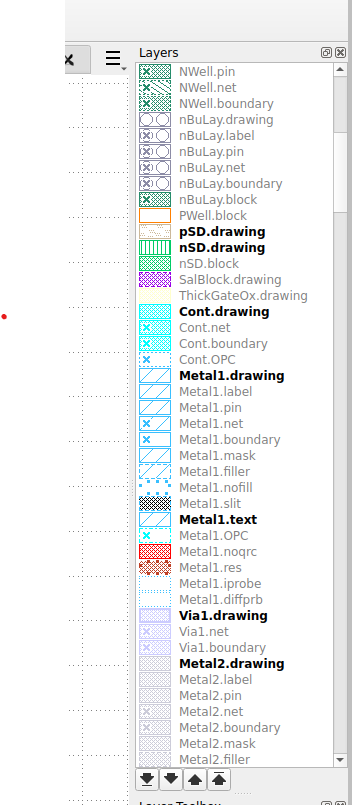 Layers
NWell.pin
NWell.net
NWell.boundary
nBuLay.drawing
nBuLay.label
nBuLay.pin
nBuLay.net
nBuLay.boundary
nBuLay.block
PWell.block
pSD.drawing
nSD.drawing
nSD.block
SalBlock.drawing
ThickGateOx.drawing
Cont.drawing
Cont.net
Cont.boundary
Cont.OPC
Metal1.drawing
Metal1.label
Metal1.pin
Metal1.net
Metal1.boundary
Metal1.mask
Metal1.filler
Metal1.nofill
Metal1.slit
Metal1.text
Metal1.OPC
Metal1.noqrc
Metal1.res
Metal1.iprobe
Metal1.diffprb
Via1.drawing
Via1.net
Via1.boundary
Metal2.drawing
Metal2.label
Metal2.pin
Metal2.net
Metal2.boundary
Metal2.mask
Metal2.filler
Layer Toolbox